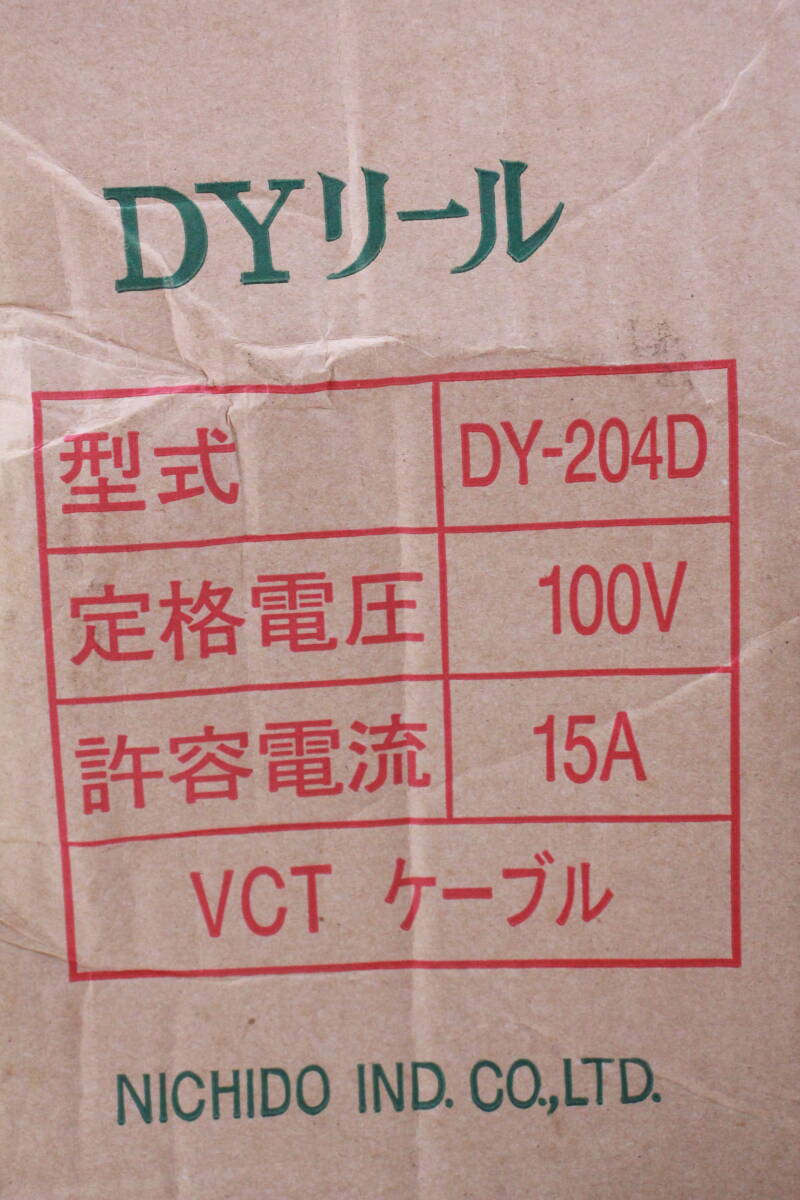 DYリール
型式 DY-204D
定格電圧 100V
許容電流 15A
VCT ケーブル
NICHIDO IND. CO.,LTD.